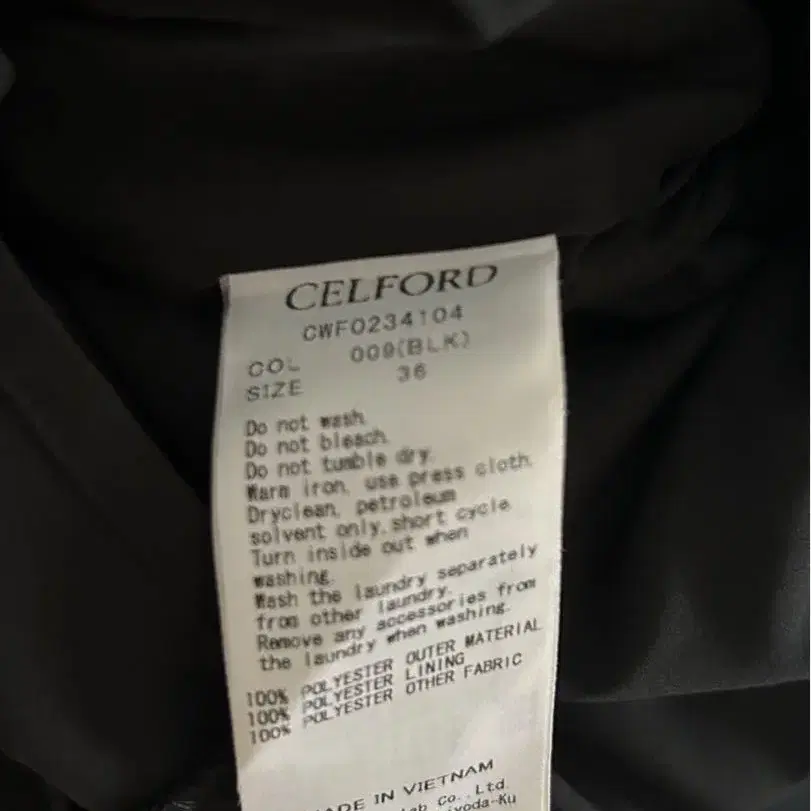 CELFORD
CWF0234104
COL 009(BLK)
SIZE 36
Do not wash.
Do not bleach.
Do not tumble dry.
Warm iron, use press cloth.
Dryclean, petroleum
solvent only,short cycle.
Turn inside out when
washing.
Wash the laundry separately
from other laundry.
Remove any accessories from
the laundry when washing.
100% POLYESTER OUTER MATERIAL
100% POLYESTER LINING
100% POLYESTER OTHER FABRIC
ADE IN VIETNAM
Co.,Ltd.
yoda-Ku